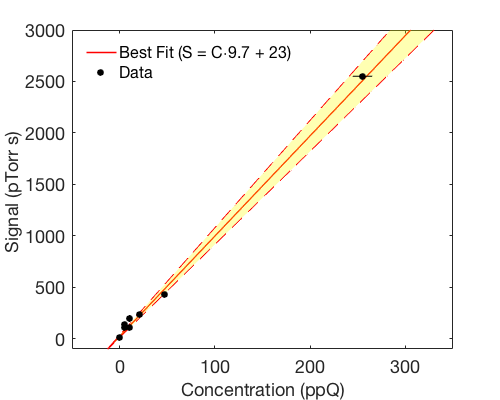 3000
2500
2000
1500
1000
500
0
Signal (pTorr s)
Best Fit (S = C·9.7 + 23)
Data
0
100
200
300
Concentration (ppQ)